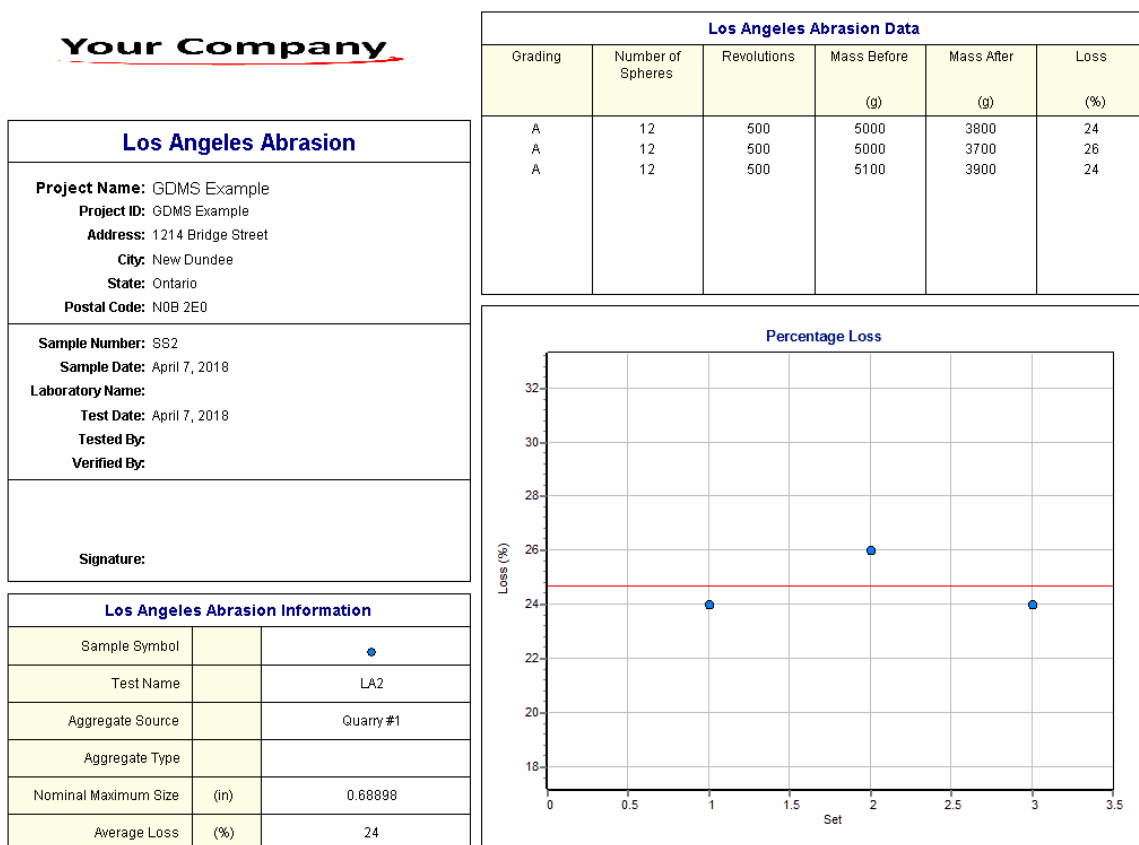 Your Company
Los Angeles Abrasion
Project Name: GDMS Example
Project ID: GDMS Example
Address: 1214 Bridge Street
City: New Dundee
State: Ontario
Postal Code: N0B 2E0
Sample Number: SS2
Sample Date: April 7, 2018
Laboratory Name:
Test Date: April 7, 2018
Tested By:
Verified By:
Signature:
Los Angeles Abrasion Information
Sample Symbol
Test Name LA2
Aggregate Source Quarry #1
Aggregate Type
Nominal Maximum Size (in) 0.68898
Average Loss (%) 24
Los Angeles Abrasion Data
Grading Number of Revolutions Mass Before Mass After Loss
Spheres
(g) (g) (%)
A 12 500 5000 3800 24
A 12 500 5000 3700 26
A 12 500 5100 3900 24
Percentage Loss
32
30
28
26
24
22
20
18
Loss (%)
0 0.5 1 1.5 2 2.5 3 3.5
Set